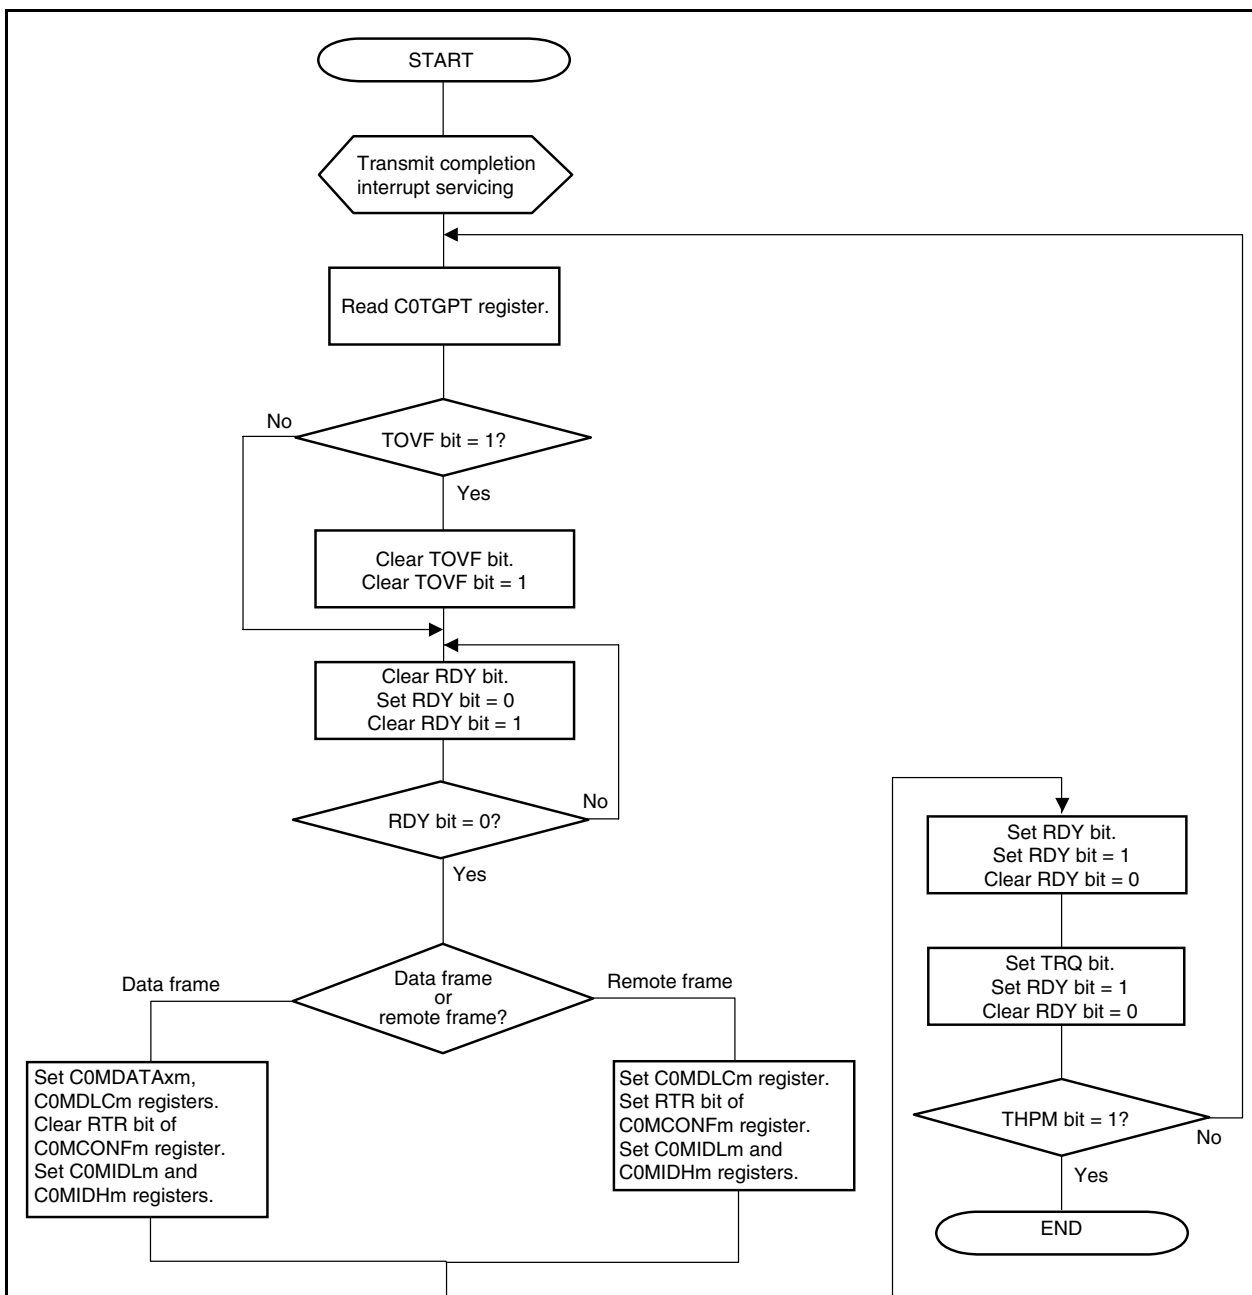 START
Transmit completion
interrupt servicing
Read C0TGPT register.
No
TOVF bit = 1?
Yes
Clear TOVF bit.
Clear TOVF bit = 1
Clear RDY bit.
Set RDY bit = 0
Clear RDY bit = 1
No
RDY bit = 0?
Yes
Data frame
Data frame
or
remote frame?
Remote frame
Set C0MDATAxm,
C0MDLCm registers.
Clear RTR bit of
C0MCONFm register.
Set C0MIDLm and
C0MIDHm registers.
Set C0MDLCm register.
Set RTR bit of
C0MCONFm register.
Set C0MIDLm and
C0MIDHm registers.
Set RDY bit.
Set RDY bit = 1
Clear RDY bit = 0
Set TRQ bit.
Set RDY bit = 1
Clear RDY bit = 0
THPM bit = 1?
No
Yes
END